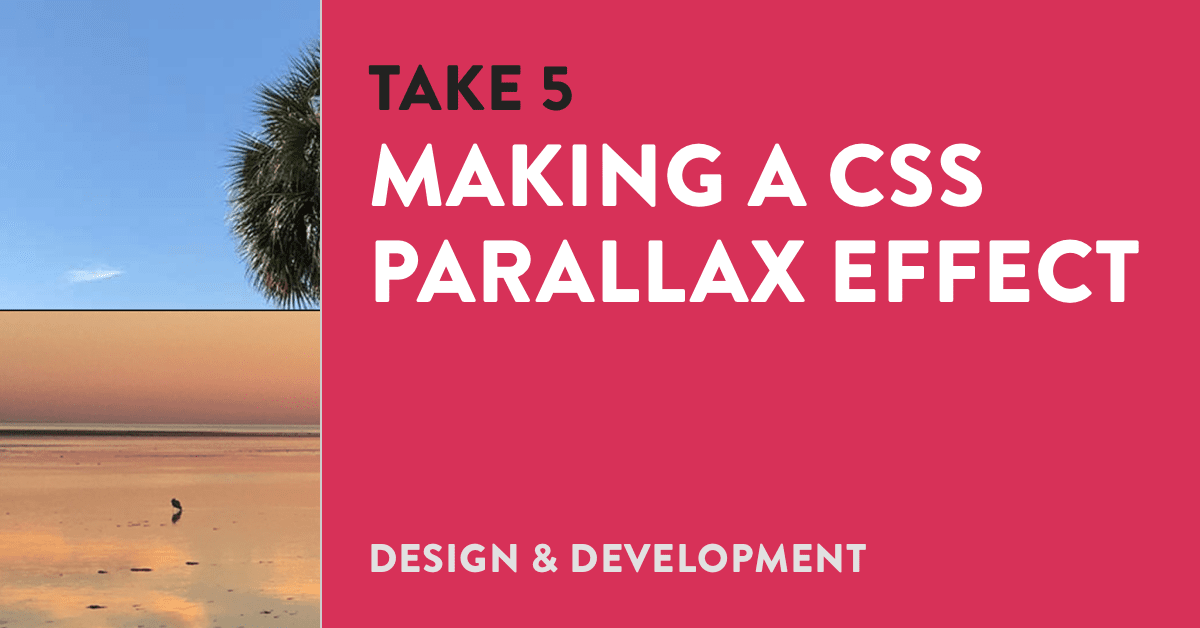 TAKE 5
MAKING A CSS
PARALLAX EFFECT
DESIGN & DEVELOPMENT